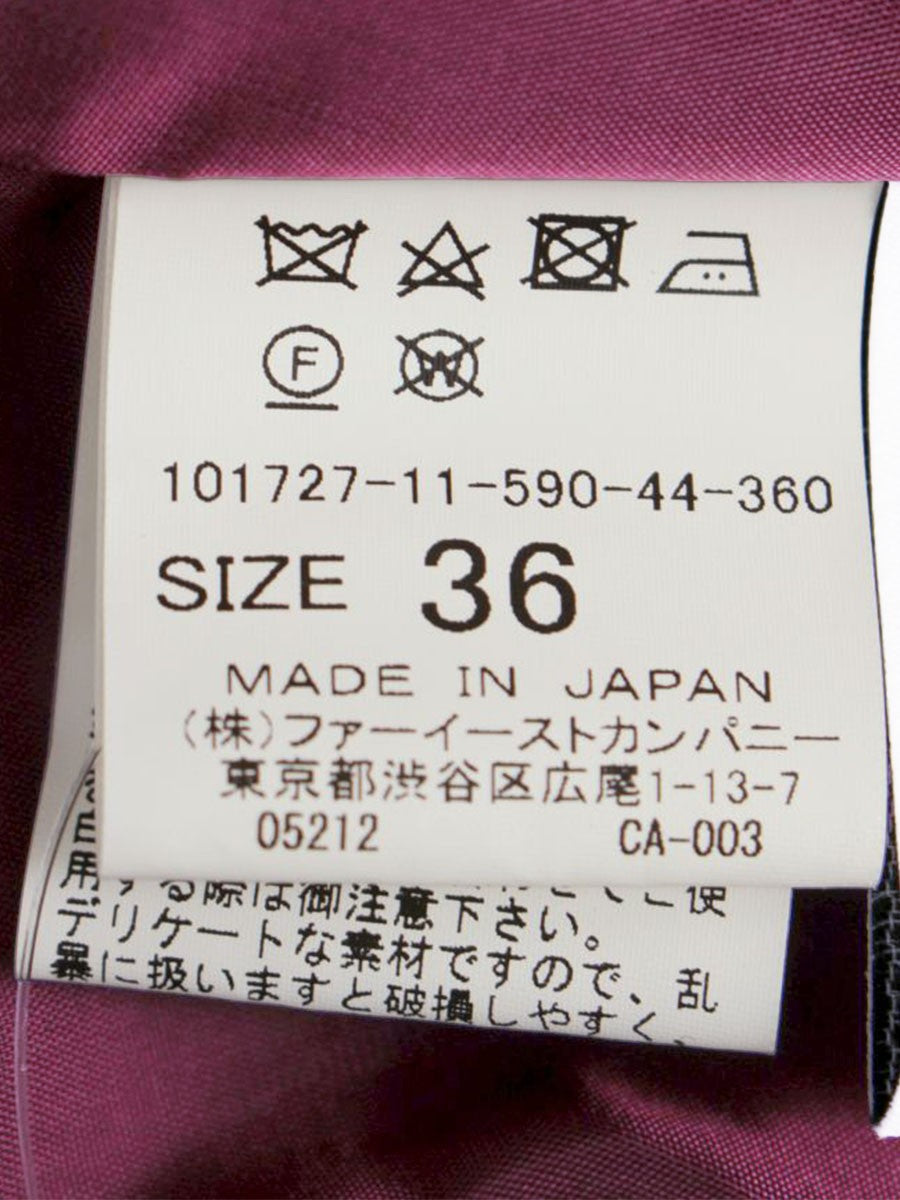 F
W
101727-11-590-44-360
SIZE 36
MADE IN JAPAN
(株)ファーイーストカンパニー
東京都渋谷区広尾1-13-7
05212 CA-003
用する際は御注意下さい。 ご使
デリケートな素材ですので、乱
暴に扱いますと破損しやすく、